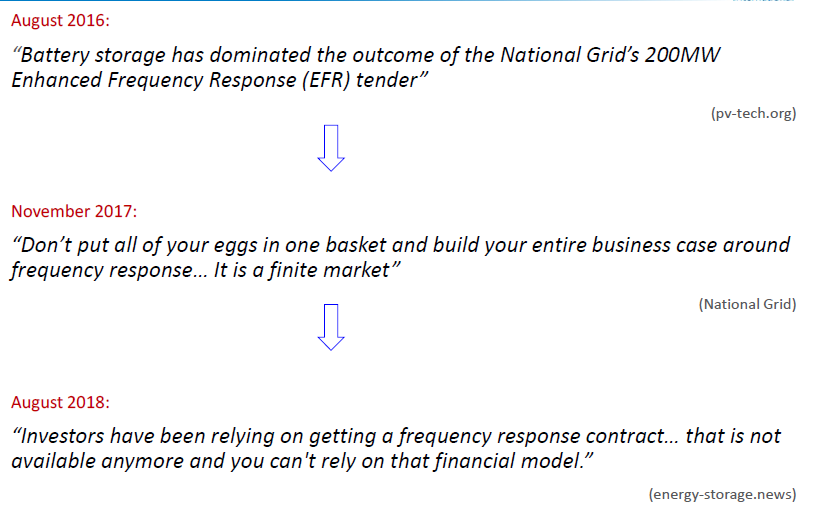 August 2016:
“Battery storage has dominated the outcome of the National Grid’s 200MW
Enhanced Frequency Response (EFR) tender”
(pv-tech.org)
November 2017:
“Don’t put all of your eggs in one basket and build your entire business case around
frequency response… It is a finite market”
(National Grid)
August 2018:
“Investors have been relying on getting a frequency response contract… that is not
available anymore and you can't rely on that financial model.”
(energy-storage.news)